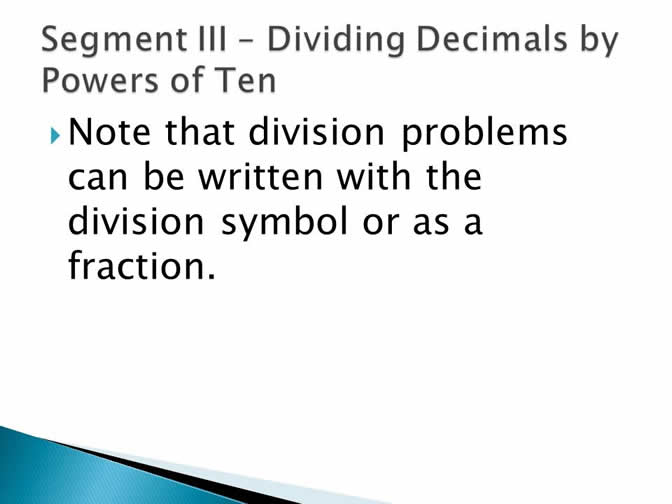 Segment III – Dividing Decimals by
Powers of Ten
Note that division problems
can be written with the
division symbol or as a
fraction.